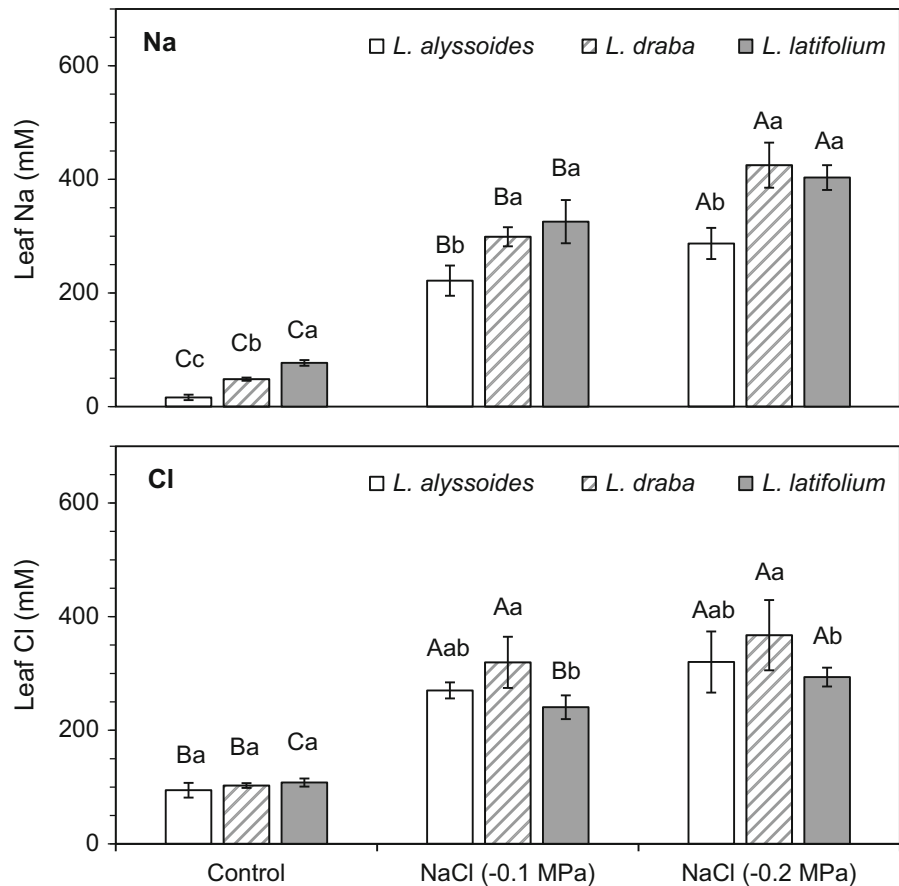 Na
L. alyssoides L. draba L. latifolium
Leaf Na (mM)
600
400
200
0
Cc Cb Ca
Bb Ba Ba
Ab Aa Aa
Cl
L. alyssoides L. draba L. latifolium
Leaf Cl (mM)
600
400
200
0
Ba Ba Ca
Aab Aa Bb
Aab Aa Ab
Control NaCl (-0.1 MPa) NaCl (-0.2 MPa)